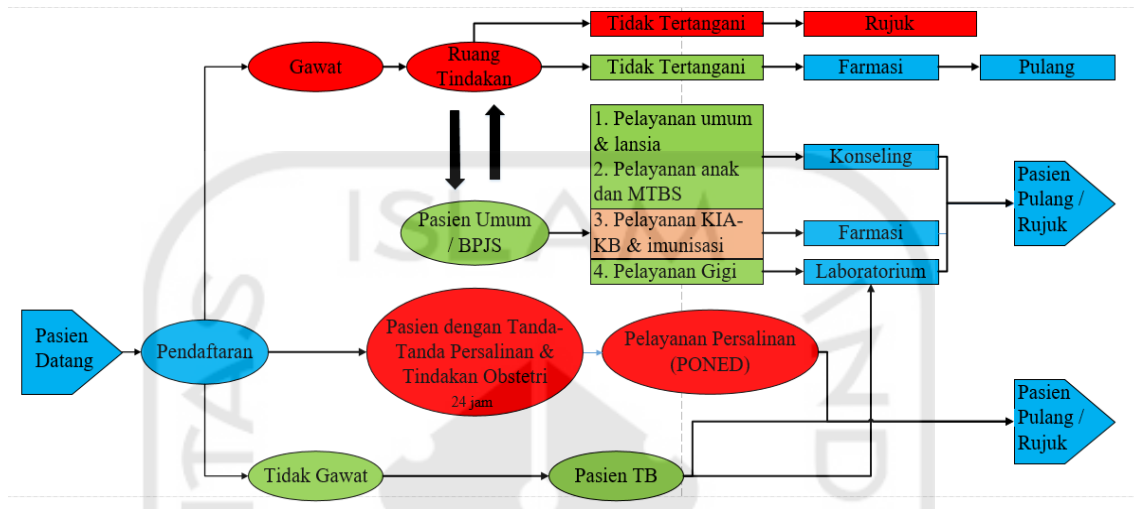 Tidak Tertangani
Rujuk
Gawat
Ruang
Tindakan
Tidak Tertangani
Farmasi
Pulang
1. Pelayanan umum
& lansia
2. Pelayanan anak
dan MTBS
3. Pelayanan KIA-
KB & imunisasi
4. Pelayanan Gigi
Konseling
Farmasi
Laboratorium
Pasien
Pulang /
Rujuk
Pasien Umum
/ BPJS
Pasien
Datang
Pendaftaran
Pasien dengan Tanda-
Tanda Persalinan &
Tindakan Obstetri
24 jam
Pelayanan Persalinan
(PONED)
Pasien
Pulang /
Rujuk
Tidak Gawat
Pasien TB
ISLAM
ITAS
IND